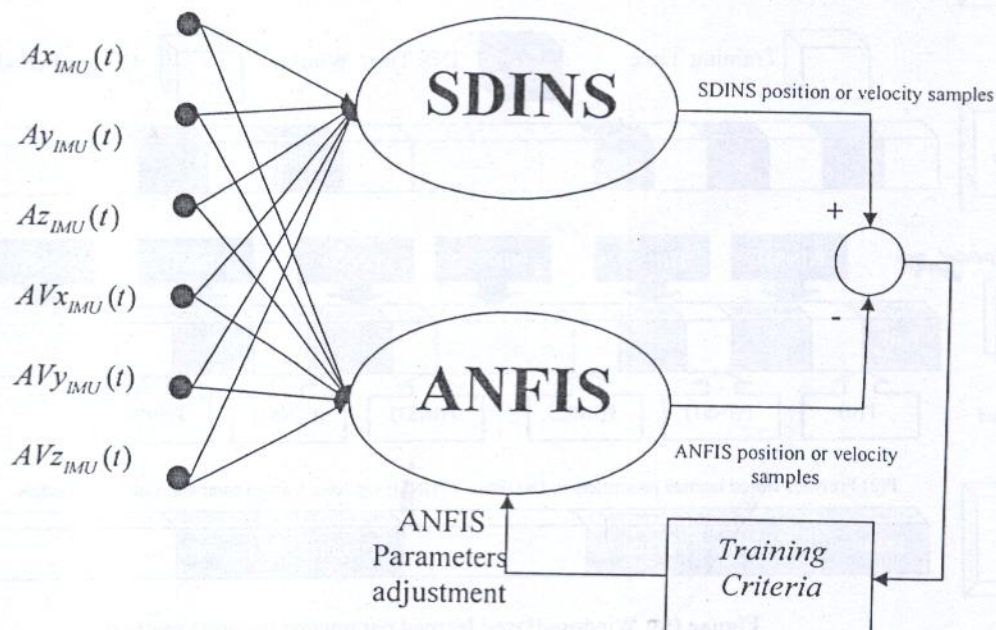 Ax_IMU(t)
Ay_IMU(t)
Az_IMU(t)
AVx_IMU(t)
AVy_IMU(t)
AVz_IMU(t)
SDINS
SDINS position or velocity samples
+
-
ANFIS
ANFIS position or velocity
samples
ANFIS
Parameters
adjustment
Training
Criteria